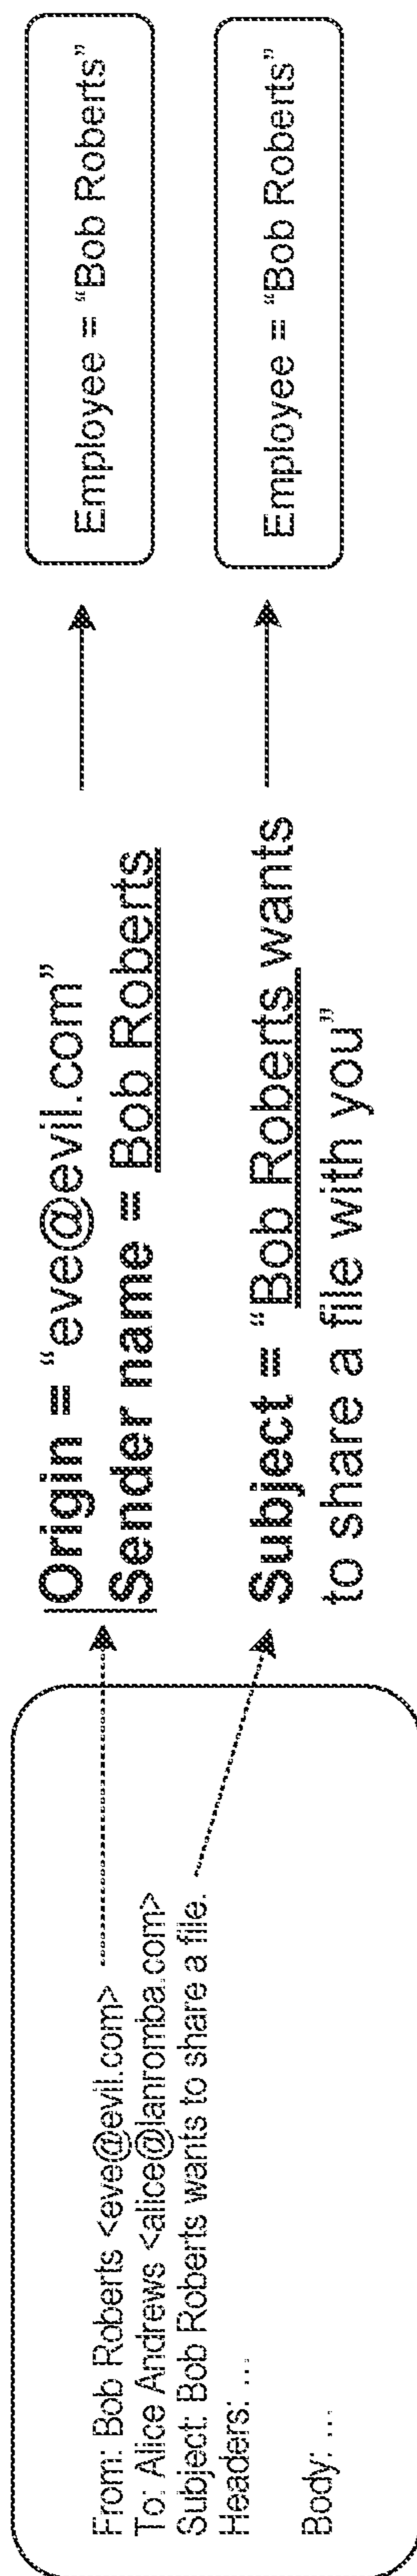 From: Bob Roberts <eve@evil.com>
To: Alice Andrews <alice@lanromba.com>
Subject: Bob Roberts wants to share a file.
Headers: ...
Body: ...
Origin = “eve@evil.com”
Sender name = Bob Roberts
Subject = “Bob Roberts wants
to share a file with you”
Employee = “Bob Roberts”
Employee = “Bob Roberts”